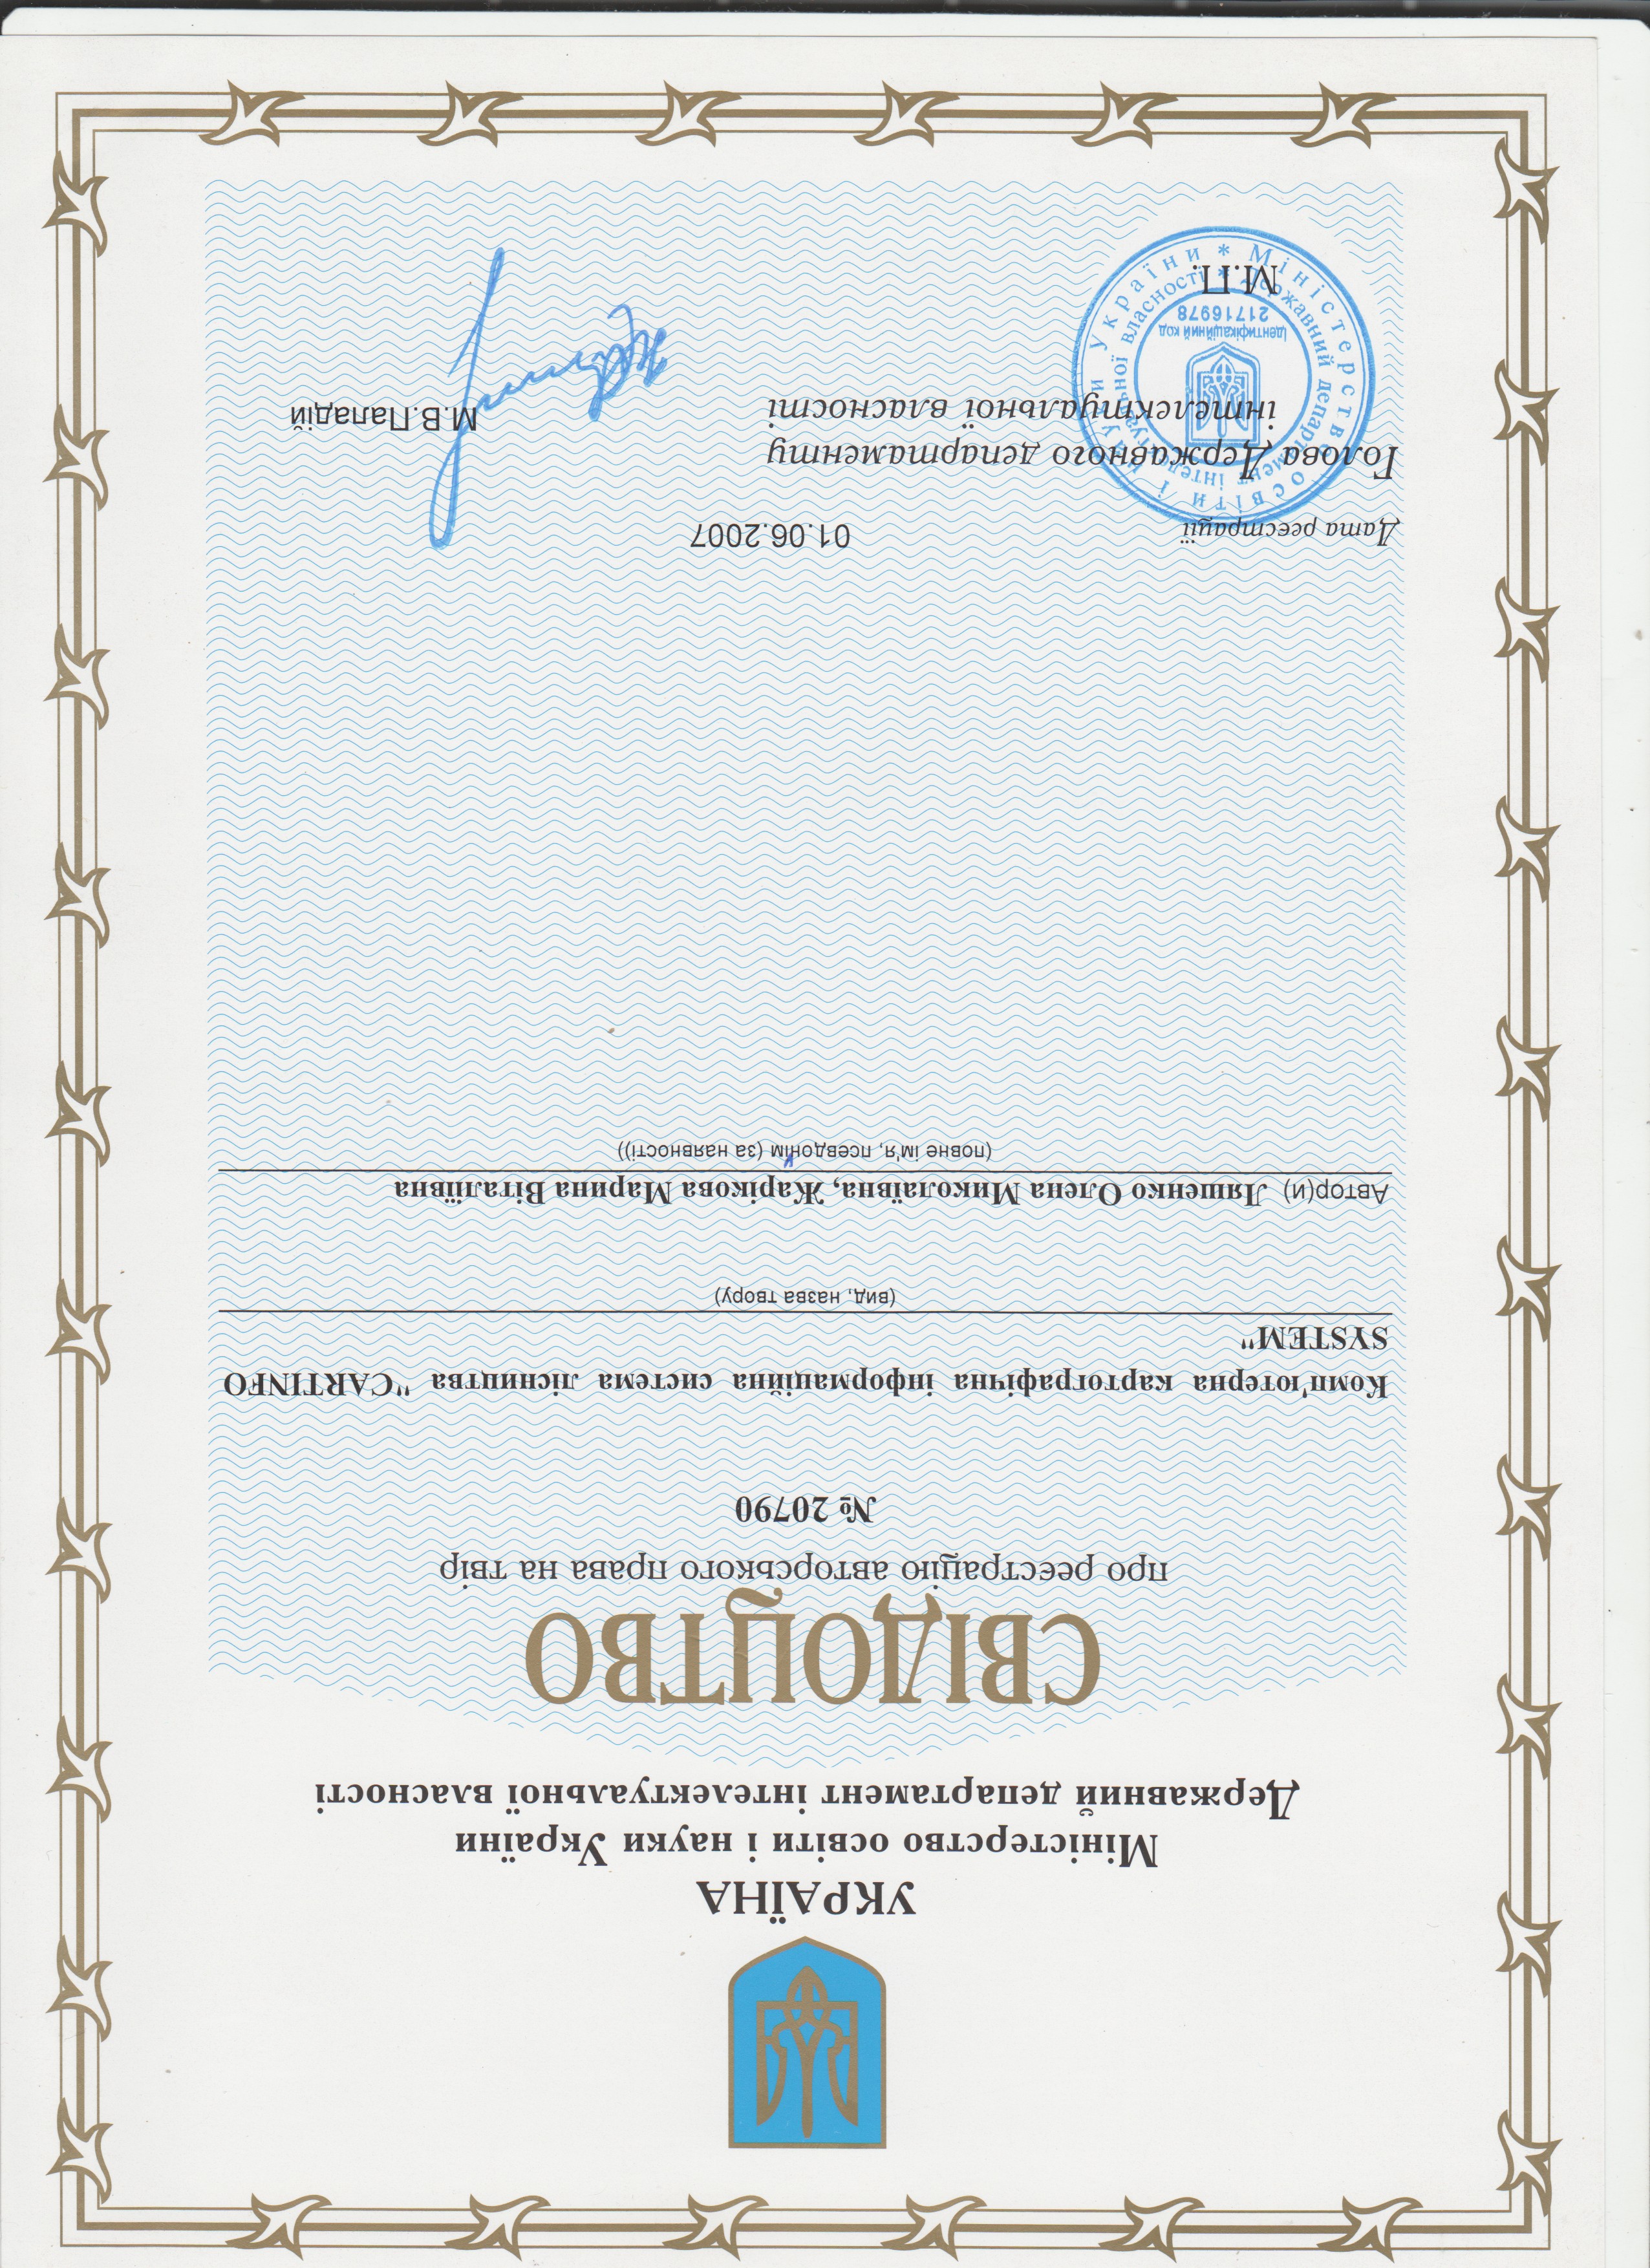 УКРАЇНА
Міністерство освіти і науки України
Державний департамент інтелектуальної власності
СВІДОЦТВО
про реєстрацію авторського права на твір
№ 20790
Комп'ютерна картографічна інформаційна система лісництва "CARTINFO
SYSTEM"
(вид, назва твору)
Автор(и) Ляшенко Олена Миколаївна, Жарікова Марина Віталіївна
(повне ім'я, псевдонім (за наявності))
Дата реєстрації 01.06.2007
Голова Державного департаменту
інтелектуальної власності М.В.Паладій
М.П.
Міністерство освіти і науки України *
Державний департамент інтелектуальної власності *
Ідентифікаційний код
21716978